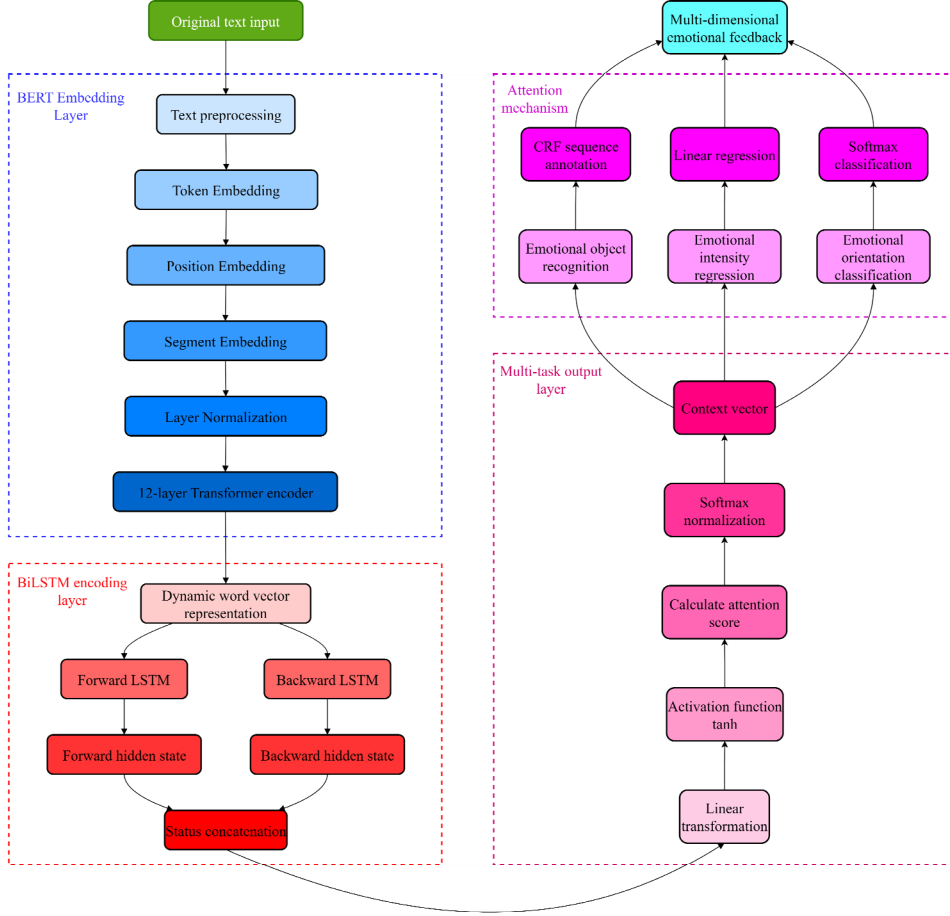 Original text input
BERT Embedding
Layer
Text preprocessing
Token Embedding
Position Embedding
Segment Embedding
Layer Normalization
12-layer Transformer encoder
BiLSTM encoding
layer
Dynamic word vector
representation
Forward LSTM
Backward LSTM
Forward hidden state
Backward hidden state
Status concatenation
Multi-dimensional
emotional feedback
Attention
mechanism
CRF sequence
annotation
Linear regression
Softmax
classification
Emotional object
recognition
Emotional
intensity
regression
Emotional
orientation
classification
Multi-task output
layer
Context vector
Softmax
normalization
Calculate attention
score
Activation function
tanh
Linear
transformation